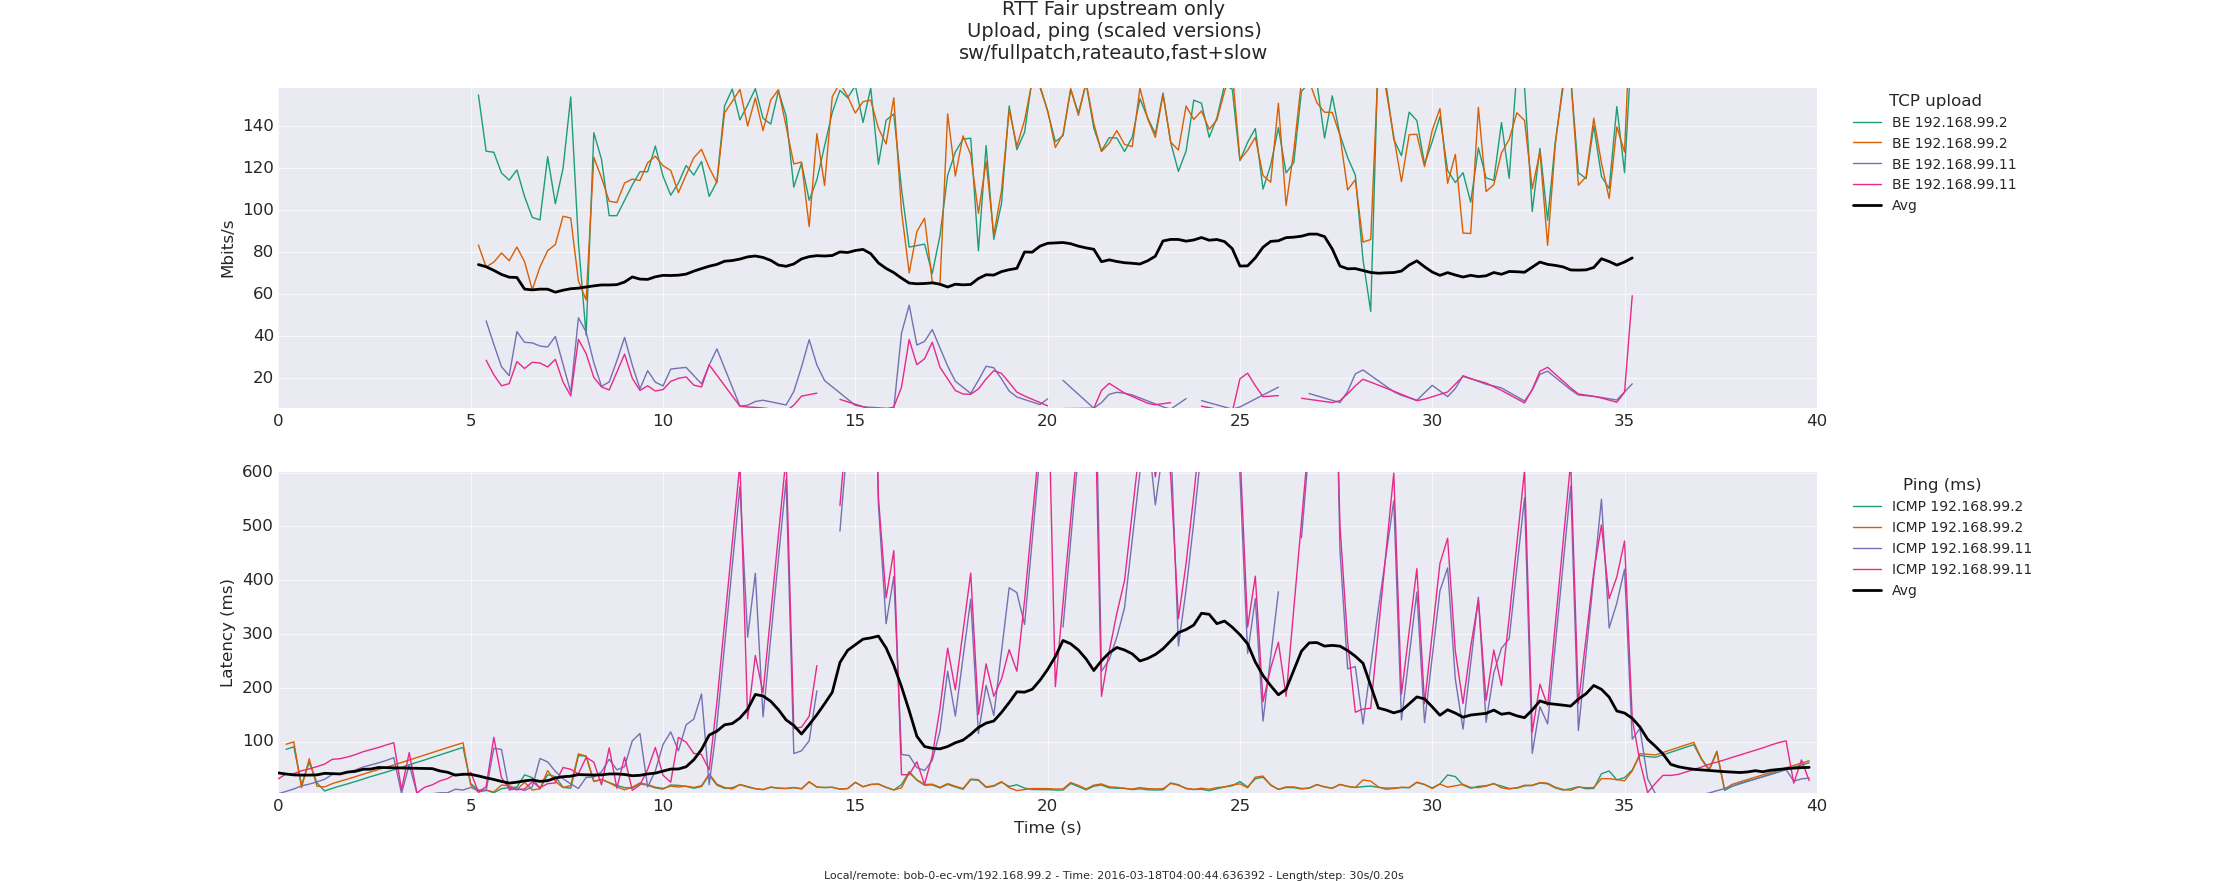 RTT Fair upstream only
Upload, ping (scaled versions)
sw/fullpatch,rateauto,fast+slow
Mbits/s
140
120
100
80
60
40
20
0 5 10 15 20 25 30 35 40
TCP upload
BE 192.168.99.2
BE 192.168.99.2
BE 192.168.99.11
BE 192.168.99.11
Avg
Latency (ms)
600
500
400
300
200
100
0 5 10 15 20 25 30 35 40
Time (s)
Ping (ms)
ICMP 192.168.99.2
ICMP 192.168.99.2
ICMP 192.168.99.11
ICMP 192.168.99.11
Avg
Local/remote: bob-0-ec-vm/192.168.99.2 - Time: 2016-03-18T04:00:44.636392 - Length/step: 30s/0.20s